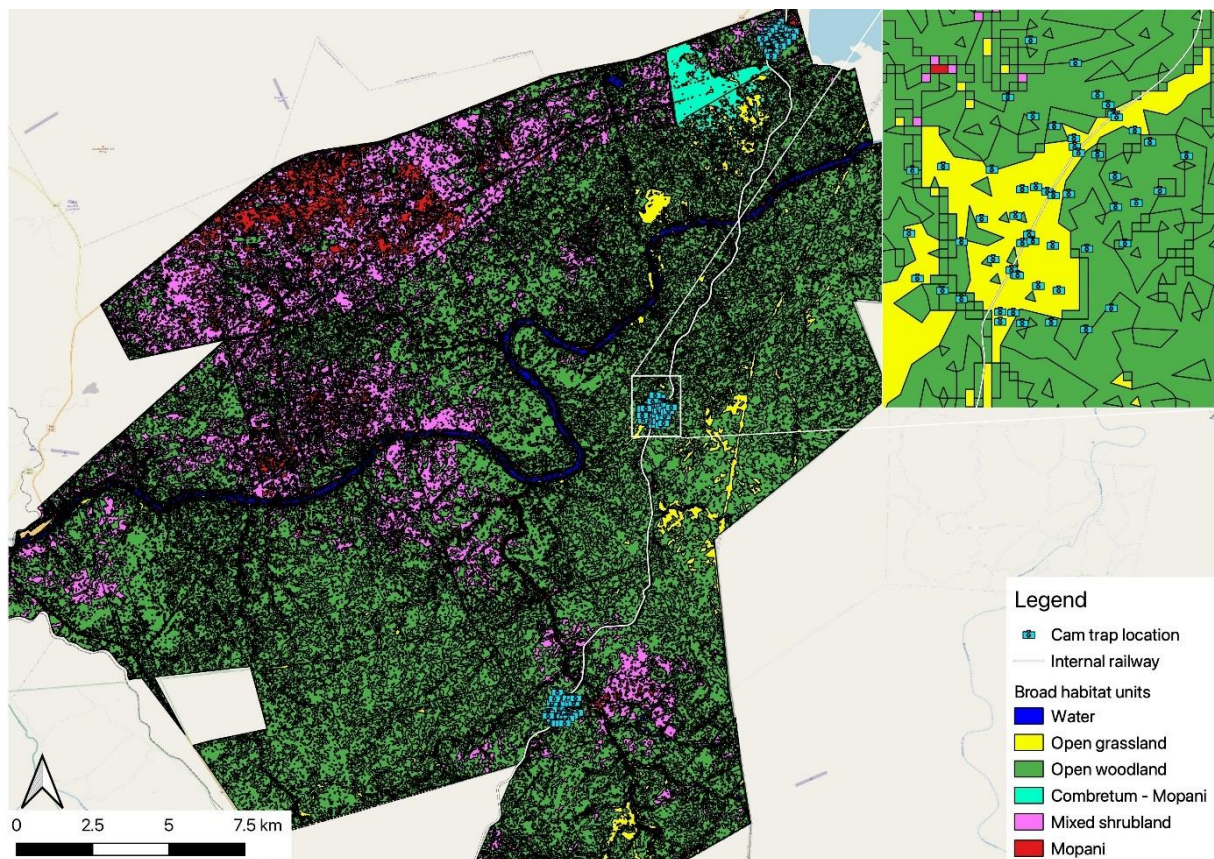 Legend
Cam trap location
Internal railway
Broad habitat units
Water
Open grassland
Open woodland
Combretum - Mopani
Mixed shrubland
Mopani
0 2.5 5 7.5 km